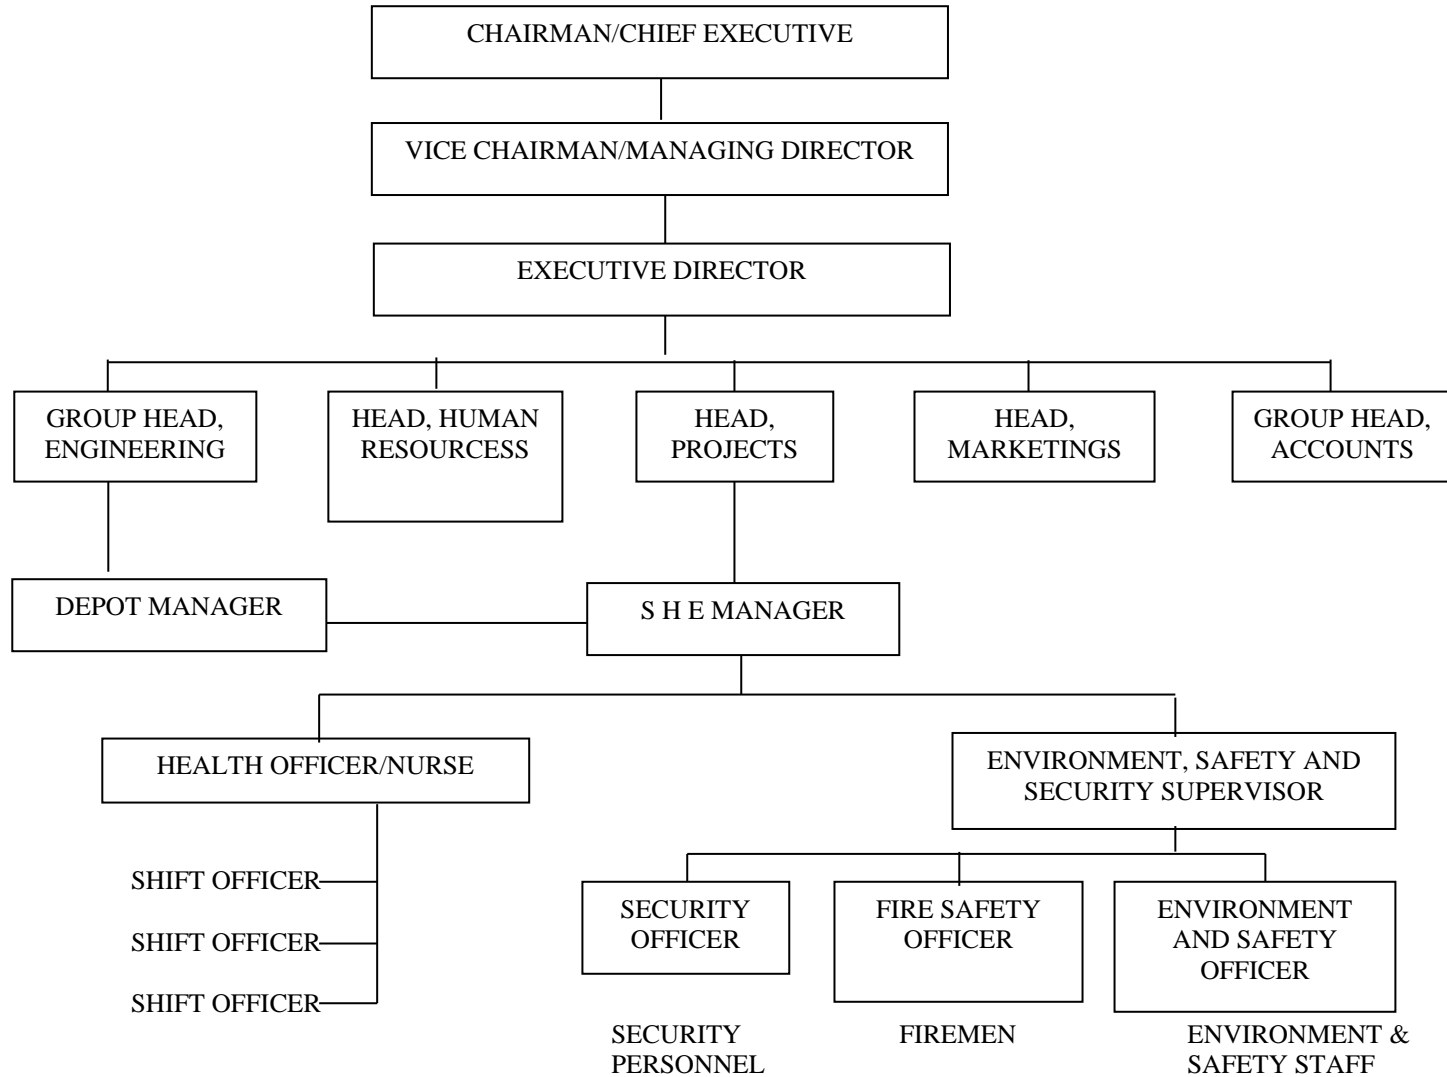 CHAIRMAN/CHIEF EXECUTIVE
VICE CHAIRMAN/MANAGING DIRECTOR
EXECUTIVE DIRECTOR
GROUP HEAD,
ENGINEERING
HEAD, HUMAN
RESOURCESS
HEAD,
PROJECTS
HEAD,
MARKETINGS
GROUP HEAD,
ACCOUNTS
DEPOT MANAGER
S H E MANAGER
HEALTH OFFICER/NURSE
ENVIRONMENT, SAFETY AND
SECURITY SUPERVISOR
SHIFT OFFICER
SHIFT OFFICER
SHIFT OFFICER
SECURITY
OFFICER
FIRE SAFETY
OFFICER
ENVIRONMENT
AND SAFETY
OFFICER
SECURITY
PERSONNEL
FIREMEN
ENVIRONMENT &
SAFETY STAFF